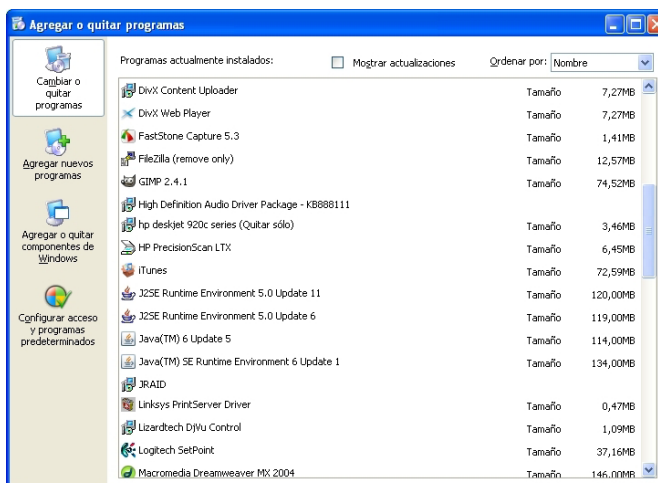 Agregar o quitar programas
Cambiar o
quitar
programas
Agregar nuevos
programas
Agregar o quitar
componentes de
Windows
Configurar acceso
y programas
predeterminados
Programas actualmente instalados:
Mostrar actualizaciones
Ordenar por: Nombre
DivX Content Uploader Tamaño 7,27MB
DivX Web Player Tamaño 7,27MB
FastStone Capture 5.3 Tamaño 1,41MB
FileZilla (remove only) Tamaño 12,57MB
GIMP 2.4.1 Tamaño 74,52MB
High Definition Audio Driver Package - KB888111
hp deskjet 920c series (Quitar sólo) Tamaño 3,46MB
HP PrecisionScan LTX Tamaño 6,45MB
iTunes Tamaño 72,59MB
J2SE Runtime Environment 5.0 Update 11 Tamaño 120,00MB
J2SE Runtime Environment 5.0 Update 6 Tamaño 119,00MB
Java(TM) 6 Update 5 Tamaño 114,00MB
Java(TM) SE Runtime Environment 6 Update 1 Tamaño 134,00MB
JRAID
Linksys PrintServer Driver Tamaño 0,47MB
Lizardtech DjVu Control Tamaño 1,09MB
Logitech SetPoint Tamaño 37,16MB
Macromedia Dreamweaver MX 2004 Tamaño 146,00MB